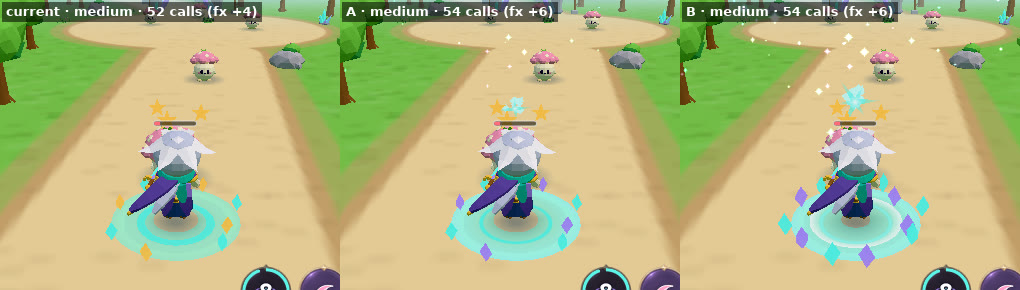 current · medium · 52 calls (fx +4)
A · medium · 54 calls (fx +6)
B · medium · 54 calls (fx +6)